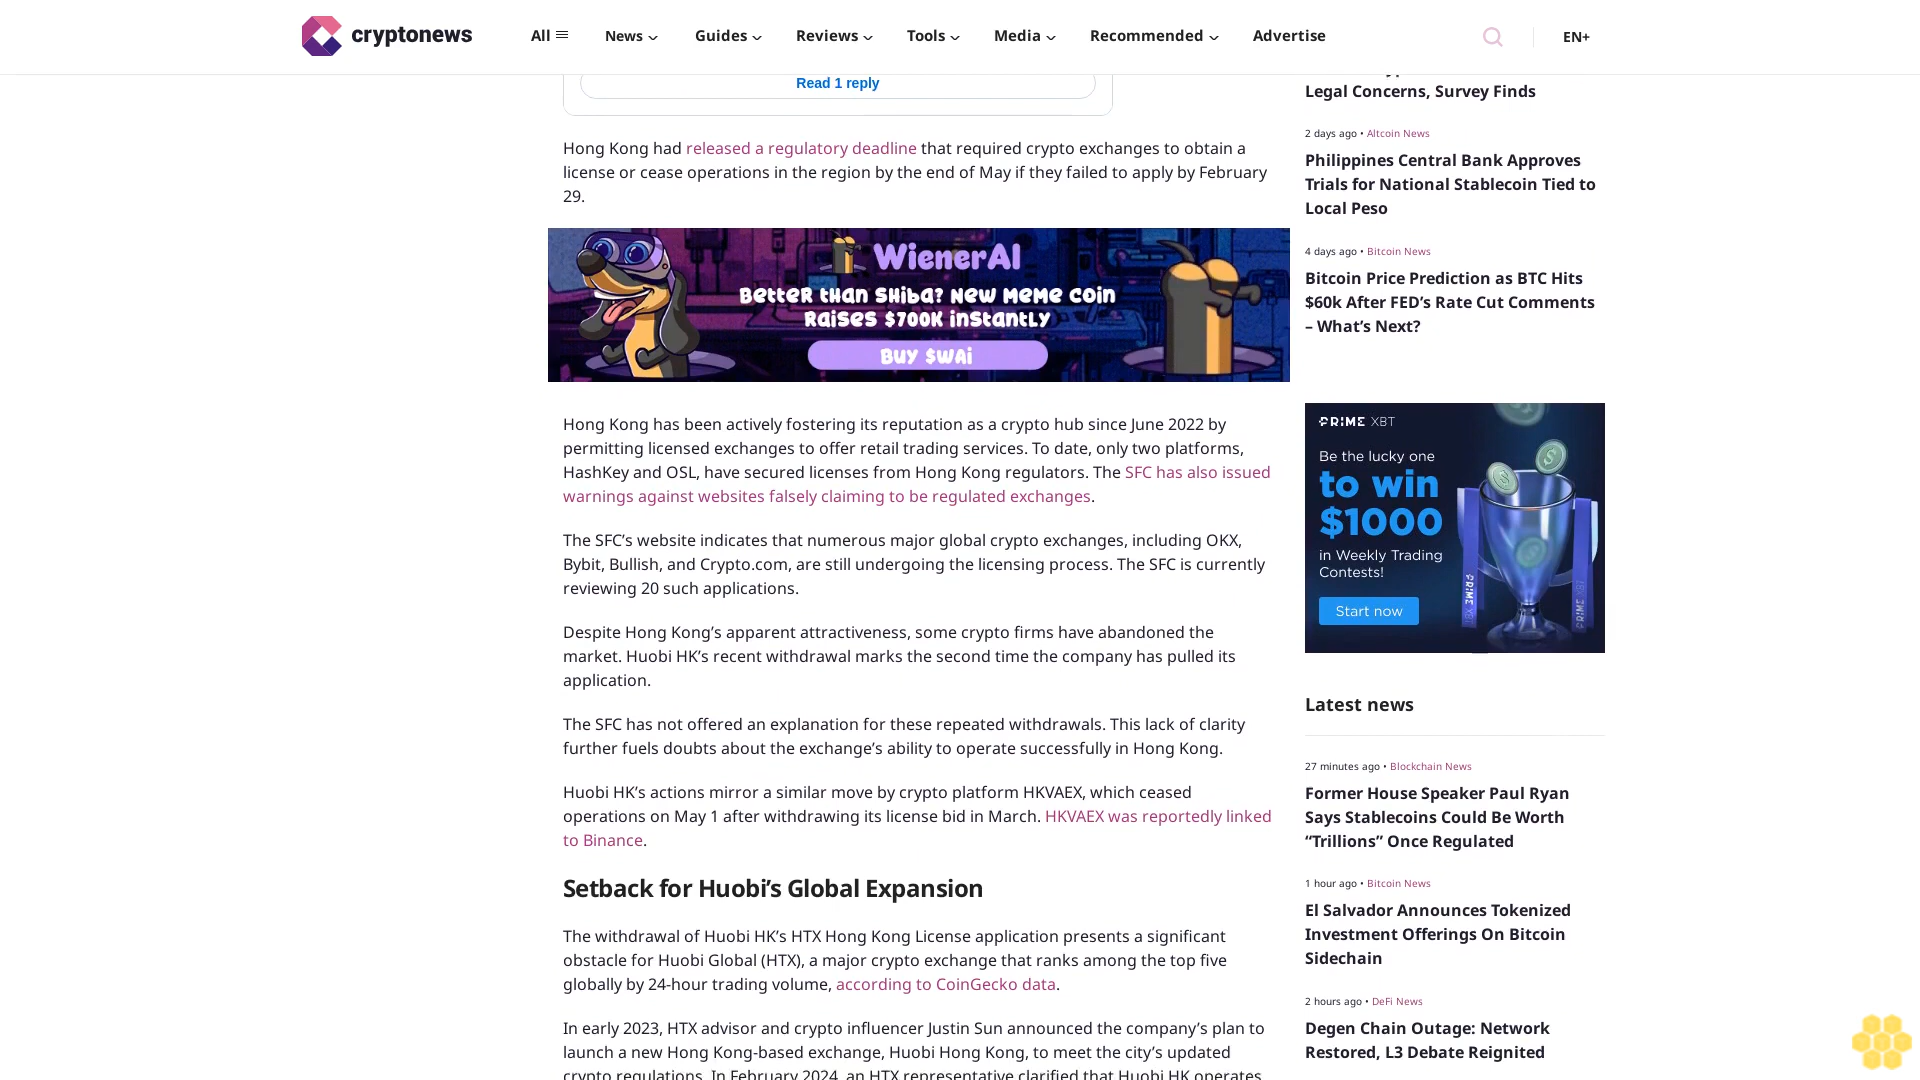 cryptonews
All
News
Guides
Reviews
Tools
Media
Recommended
Advertise
EN+
Read 1 reply
Hong Kong had released a regulatory deadline that required crypto exchanges to obtain a
license or cease operations in the region by the end of May if they failed to apply by February
29.
WienerAI
Better than Shiba? New Meme Coin
Raises $700K instantly
Buy $WAI
Hong Kong has been actively fostering its reputation as a crypto hub since June 2022 by
permitting licensed exchanges to offer retail trading services. To date, only two platforms,
HashKey and OSL, have secured licenses from Hong Kong regulators. The SFC has also issued
warnings against websites falsely claiming to be regulated exchanges.
The SFC’s website indicates that numerous major global crypto exchanges, including OKX,
Bybit, Bullish, and Crypto.com, are still undergoing the licensing process. The SFC is currently
reviewing 20 such applications.
Despite Hong Kong’s apparent attractiveness, some crypto firms have abandoned the
market. Huobi HK’s recent withdrawal marks the second time the company has pulled its
application.
The SFC has not offered an explanation for these repeated withdrawals. This lack of clarity
further fuels doubts about the exchange’s ability to operate successfully in Hong Kong.
Huobi HK’s actions mirror a similar move by crypto platform HKVAEX, which ceased
operations on May 1 after withdrawing its license bid in March. HKVAEX was reportedly linked
to Binance.
Setback for Huobi’s Global Expansion
The withdrawal of Huobi HK’s HTX Hong Kong License application presents a significant
obstacle for Huobi Global (HTX), a major crypto exchange that ranks among the top five
globally by 24-hour trading volume, according to CoinGecko data.
In early 2023, HTX advisor and crypto influencer Justin Sun announced the company’s plan to
launch a new Hong Kong-based exchange, Huobi Hong Kong, to meet the city’s updated
crypto regulations. In February 2024, an HTX representative clarified that Huobi HK operates
Legal Concerns, Survey Finds
2 days ago • Altcoin News
Philippines Central Bank Approves
Trials for National Stablecoin Tied to
Local Peso
4 days ago • Bitcoin News
Bitcoin Price Prediction as BTC Hits
$60k After FED’s Rate Cut Comments
– What’s Next?
PRIME XBT
Be the lucky one
to win
$1000
in Weekly Trading
Contests!
Start now
PRIME XBT
PRIME XBT
Latest news
27 minutes ago • Blockchain News
Former House Speaker Paul Ryan
Says Stablecoins Could Be Worth
“Trillions” Once Regulated
1 hour ago • Bitcoin News
El Salvador Announces Tokenized
Investment Offerings On Bitcoin
Sidechain
2 hours ago • DeFi News
Degen Chain Outage: Network
Restored, L3 Debate Reignited